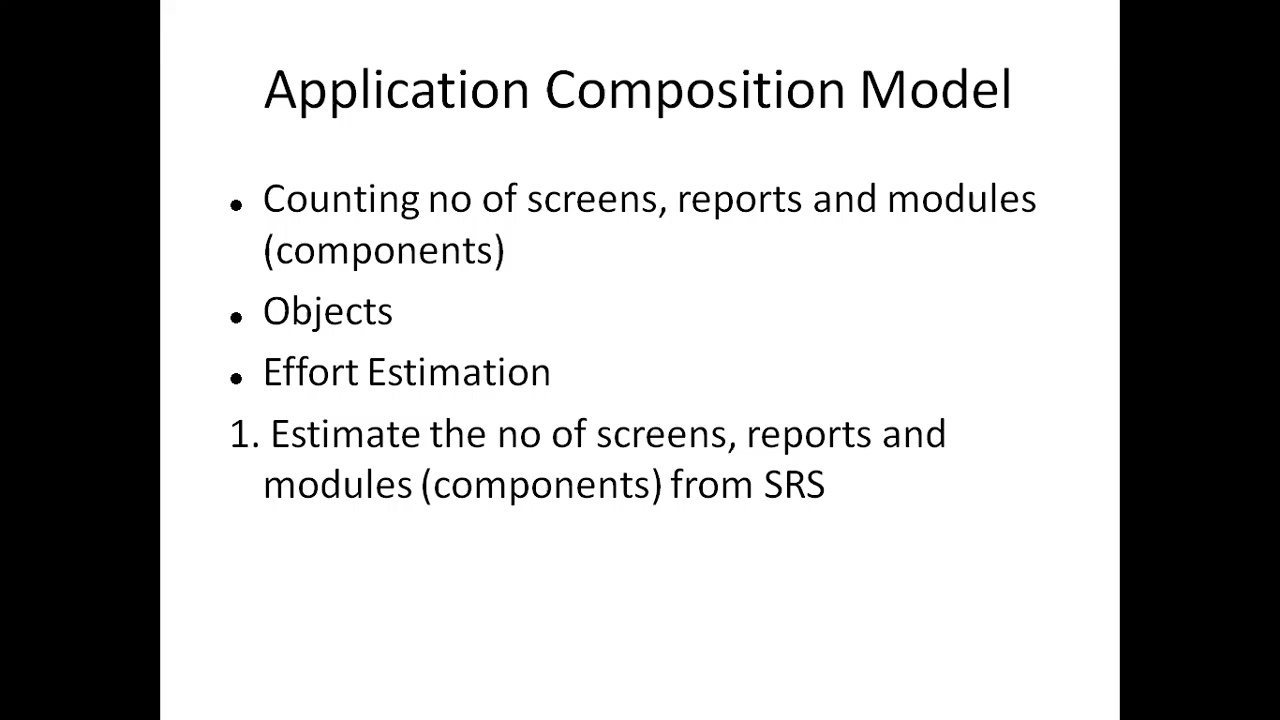 Application Composition Model
• Counting no of screens, reports and modules
(components)
• Objects
• Effort Estimation
1. Estimate the no of screens, reports and
modules (components) from SRS